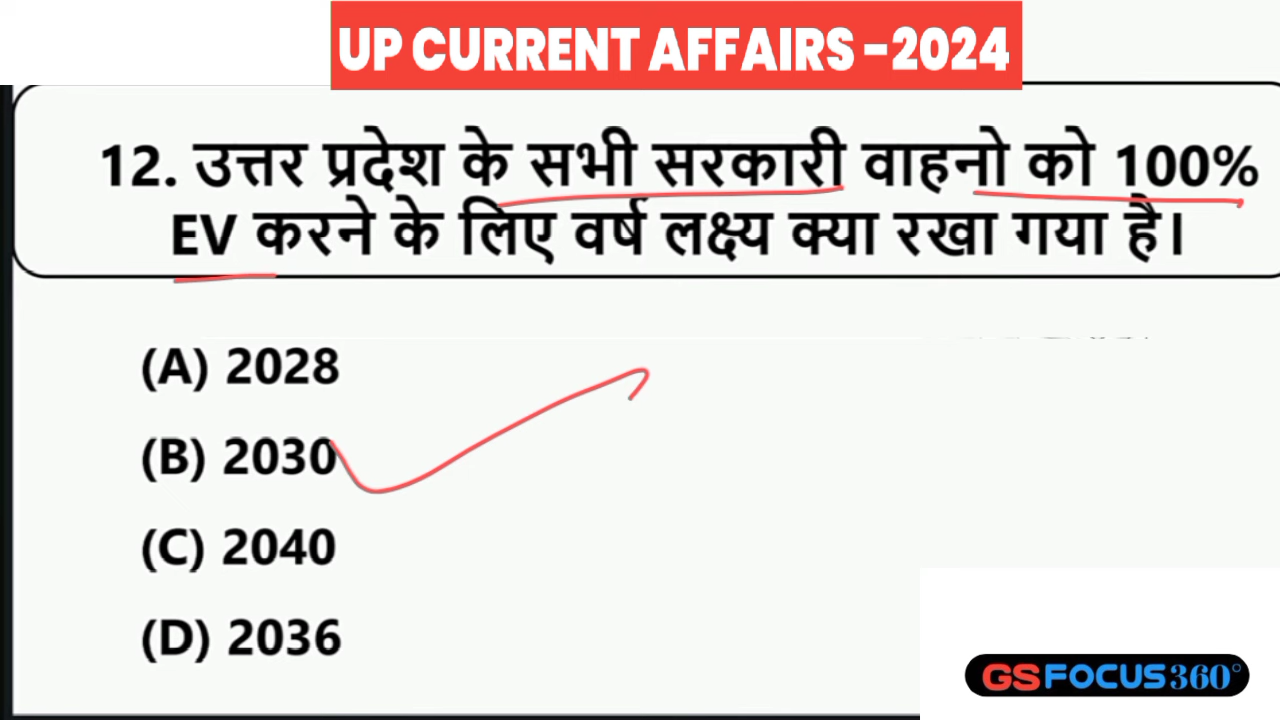 UP CURRENT AFFAIRS -2024
12. उत्तर प्रदेश के सभी सरकारी वाहनो को 100%
EV करने के लिए वर्ष लक्ष्य क्या रखा गया है।
(A) 2028
(B) 2030
(C) 2040
(D) 2036
GSFOCUS360°